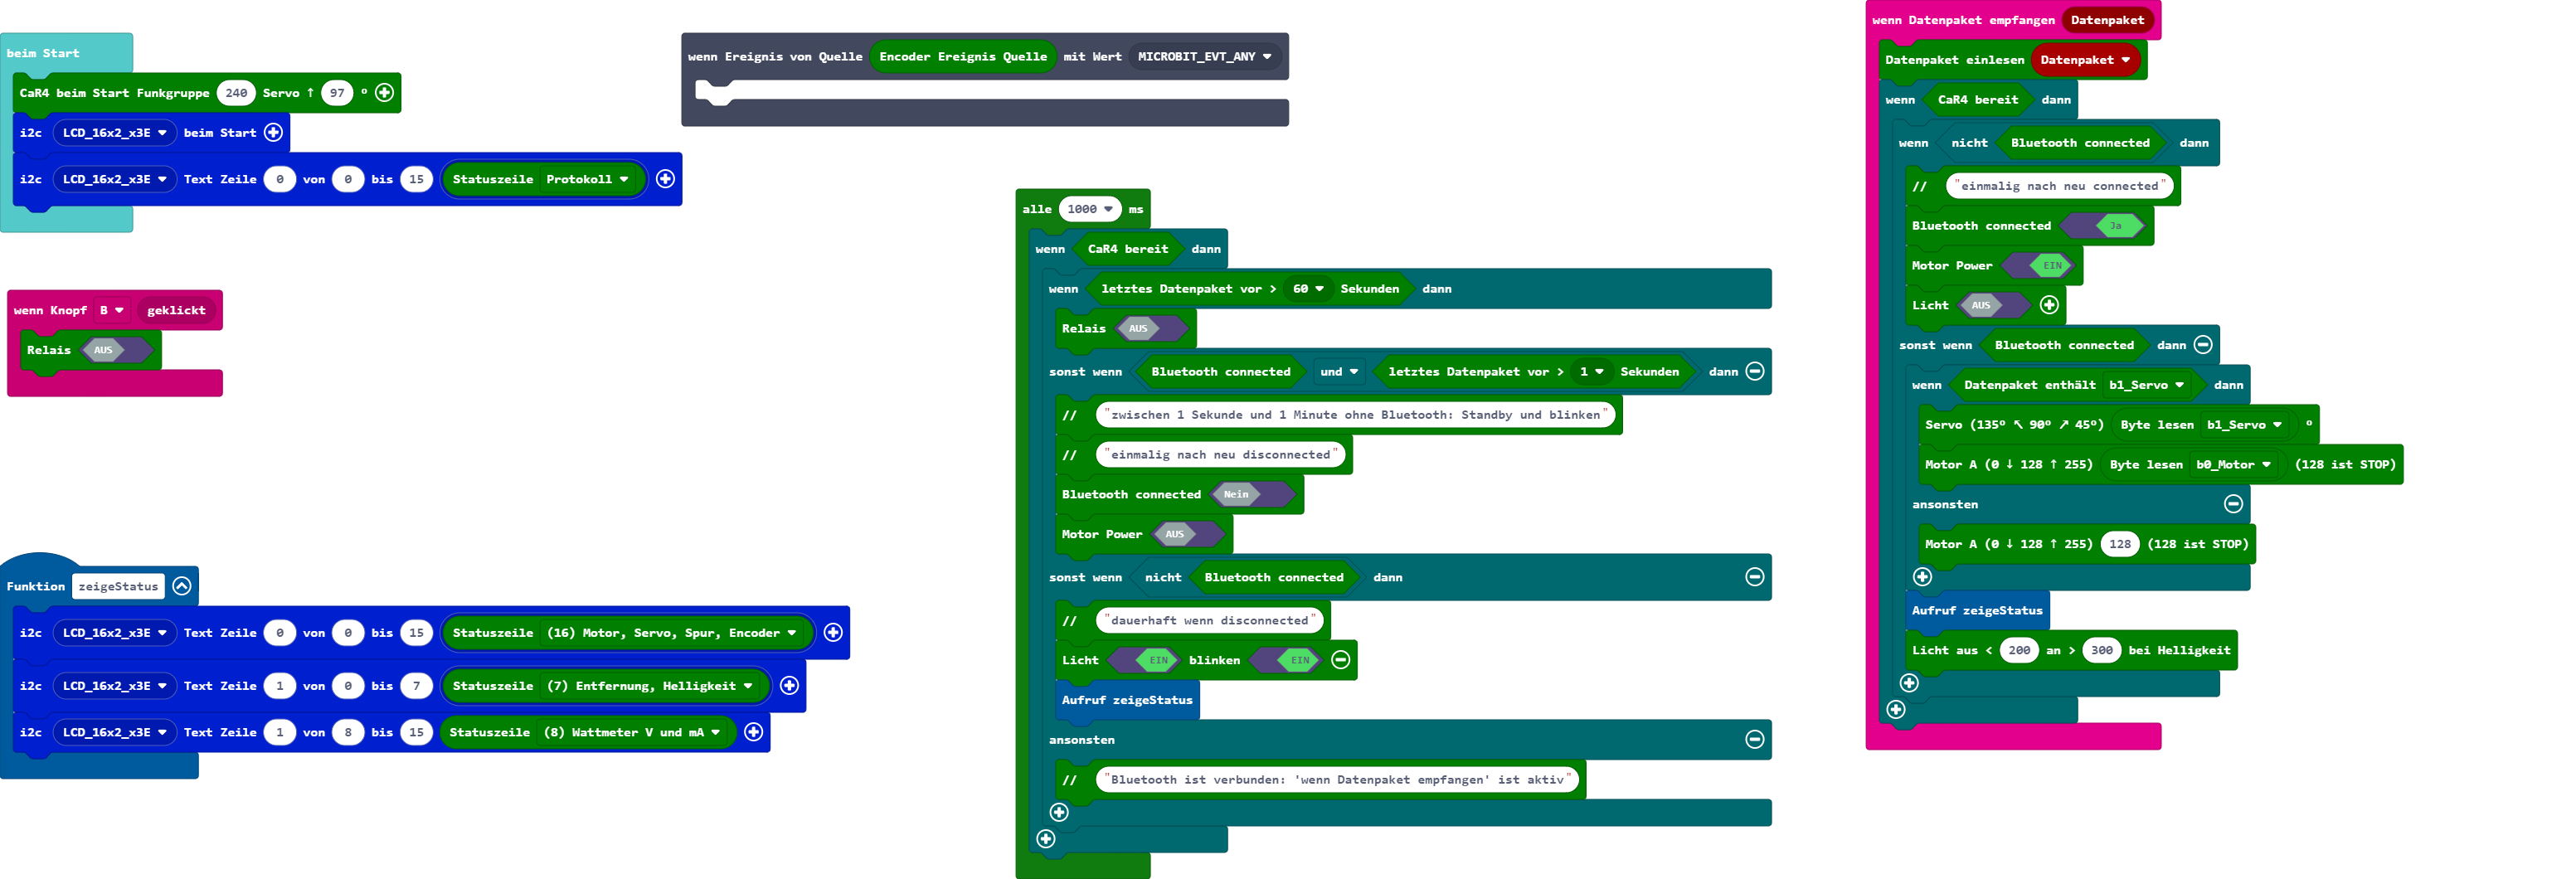 beim Start
CaR4 beim Start Funkgruppe 240 Servo ↑ 97 °
i2c LCD_16x2_x3E beim Start
i2c LCD_16x2_x3E Text Zeile 0 von 0 bis 15 Statuszeile Protokoll
wenn Knopf B geklickt
Relais AUS
Funktion zeigeStatus
i2c LCD_16x2_x3E Text Zeile 0 von 0 bis 15 Statuszeile (16) Motor, Servo, Spur, Encoder
i2c LCD_16x2_x3E Text Zeile 1 von 0 bis 7 Statuszeile (7) Entfernung, Helligkeit
i2c LCD_16x2_x3E Text Zeile 1 von 8 bis 15 Statuszeile (8) Wattmeter V und mA
wenn Ereignis von Quelle Encoder Ereignis Quelle mit Wert MICROBIT_EVT_ANY
alle 1000 ms
wenn CaR4 bereit dann
wenn letztes Datenpaket vor > 60 Sekunden dann
Relais AUS
sonst wenn Bluetooth connected und letztes Datenpaket vor > 1 Sekunden dann
// "zwischen 1 Sekunde und 1 Minute ohne Bluetooth: Standby und blinken"
// "einmalig nach neu disconnected"
Bluetooth connected Nein
Motor Power AUS
sonst wenn nicht Bluetooth connected dann
// "dauerhaft wenn disconnected"
Licht EIN blinken EIN
Aufruf zeigeStatus
ansonsten
// "Bluetooth ist verbunden: 'wenn Datenpaket empfangen' ist aktiv"
wenn Datenpaket empfangen Datenpaket
Datenpaket einlesen Datenpaket
wenn CaR4 bereit dann
wenn nicht Bluetooth connected dann
// "einmalig nach neu connected"
Bluetooth connected Ja
Motor Power EIN
Licht AUS
sonst wenn Bluetooth connected dann
wenn Datenpaket enthält b1_Servo dann
Servo (135° ↖ 90° ↗ 45°) Byte lesen b1_Servo °
Motor A (0 ↓ 128 ↑ 255) Byte lesen b0_Motor (128 ist STOP)
ansonsten
Motor A (0 ↓ 128 ↑ 255) 128 (128 ist STOP)
Aufruf zeigeStatus
Licht aus < 200 an > 300 bei Helligkeit